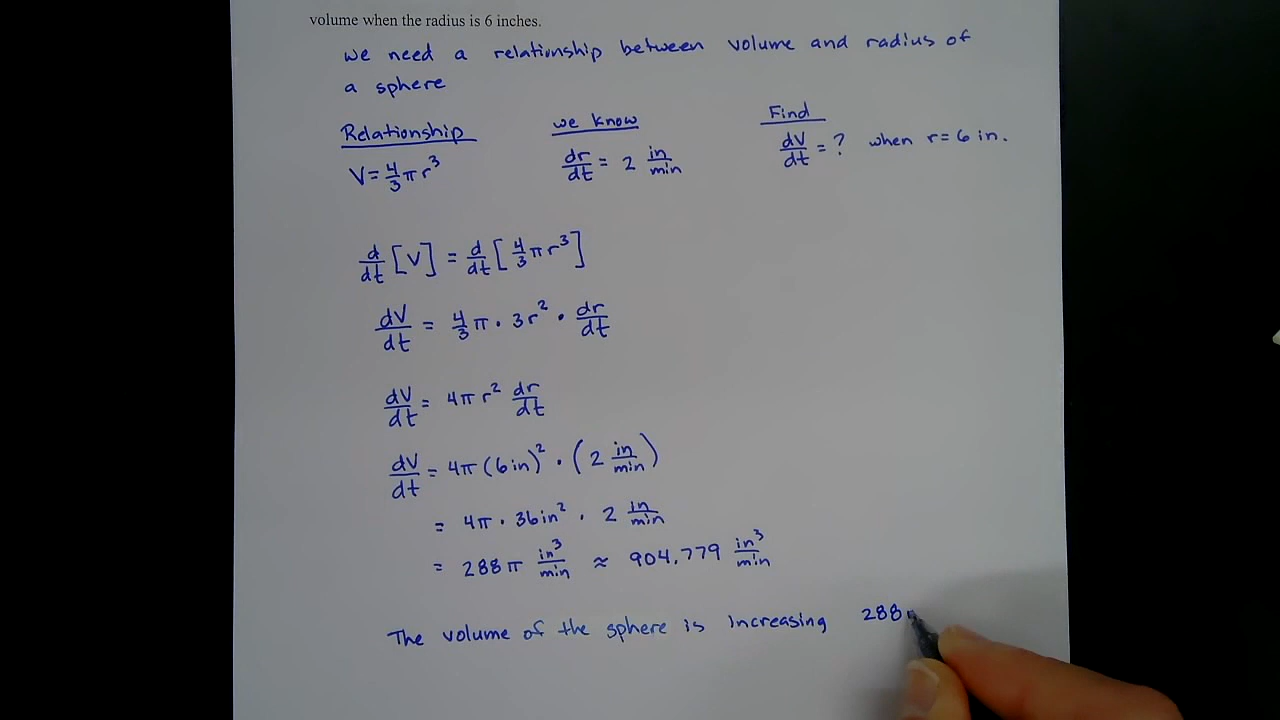 volume when the radius is 6 inches.
we need a relationship between volume and radius of
a sphere
Relationship we know Find
V = 4/3 π r³ dr/dt = 2 in/min dV/dt = ? when r = 6 in.
d/dt [V] = d/dt [4/3 π r³]
dV/dt = 4/3 π · 3r² · dr/dt
dV/dt = 4π r² dr/dt
dV/dt = 4π (6in)² · (2 in/min)
= 4π · 36in² · 2 in/min
= 288π in³/min ≈ 904.779 in³/min
The volume of the sphere is increasing 288